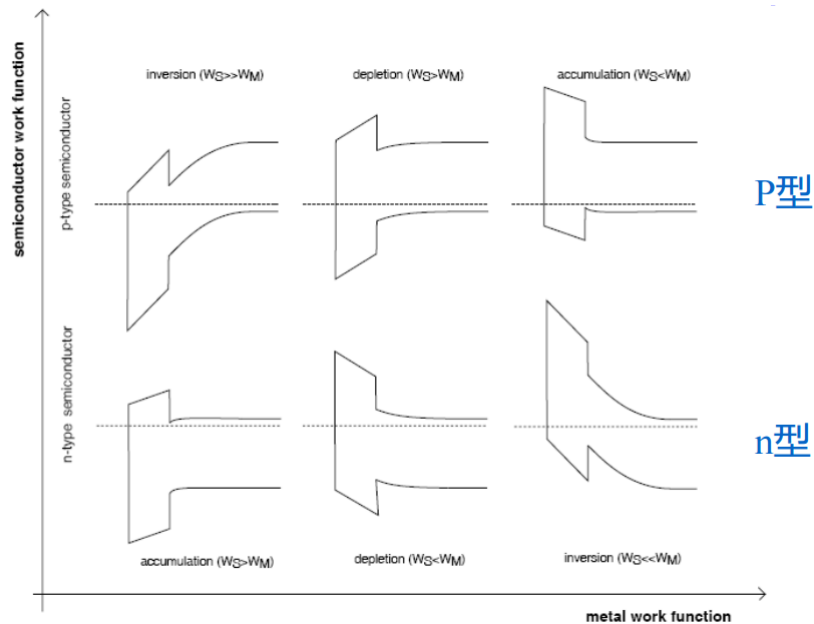 inversion (WS>>WM)
depletion (WS>WM)
accumulation (WS<WM)
semiconductor work function
p-type semiconductor
P型
n-type semiconductor
n型
accumulation (WS>WM)
depletion (WS<WM)
inversion (WS<<WM)
metal work function